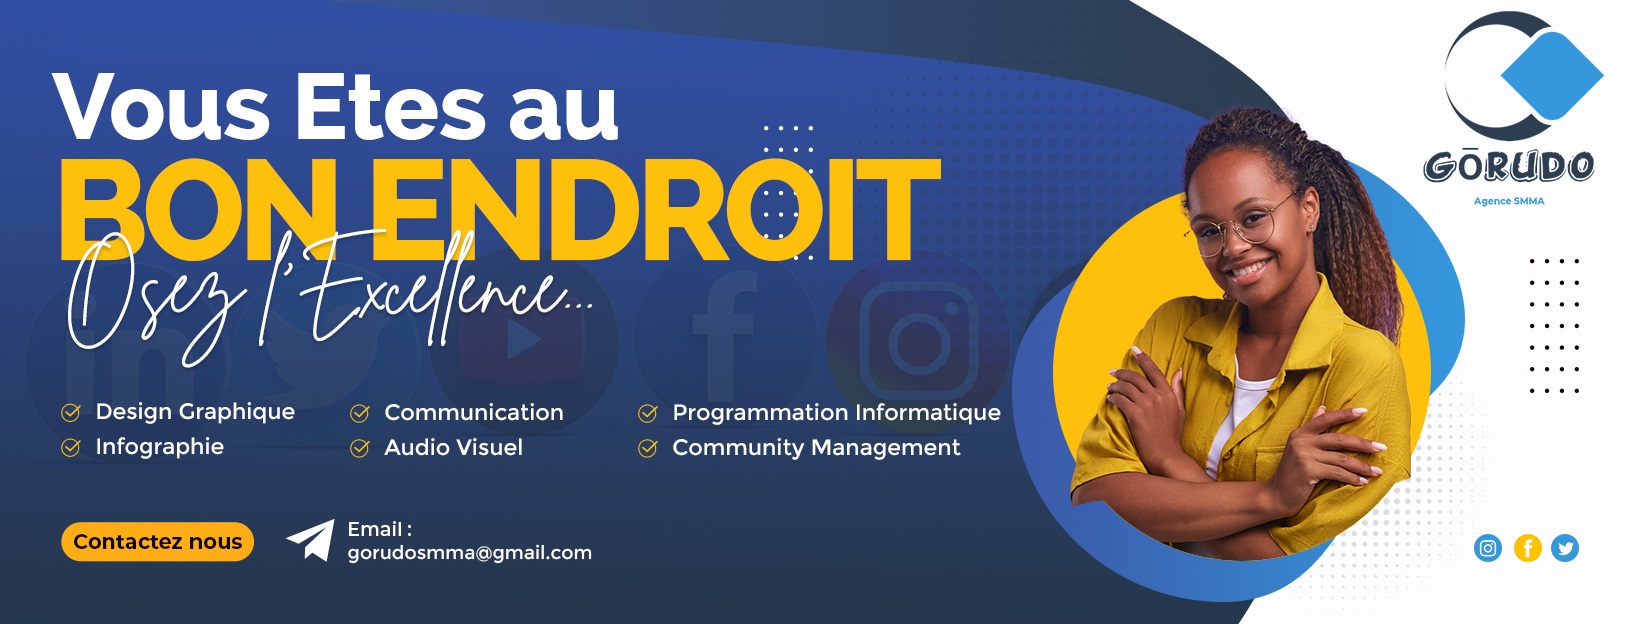 Vous Etes au
BON ENDROIT
Osez l'Excellence...
Design Graphique
Infographie
Communication
Audio Visuel
Programmation Informatique
Community Management
Contactez nous
Email :
gorudosmma@gmail.com
GŌRUDO
Agence SMMA